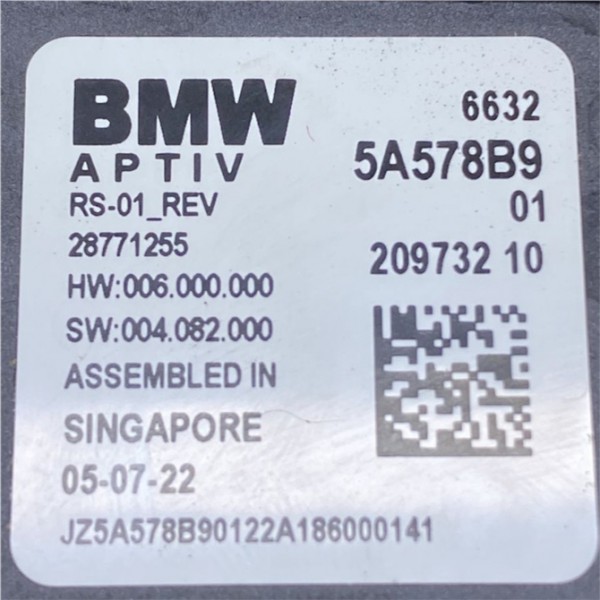 BMW
APTIV
RS-01_REV
28771255
HW:006.000.000
SW:004.082.000
ASSEMBLED IN
SINGAPORE
05-07-22
JZ5A578B90122A186000141
6632
5A578B9
01
209732 10